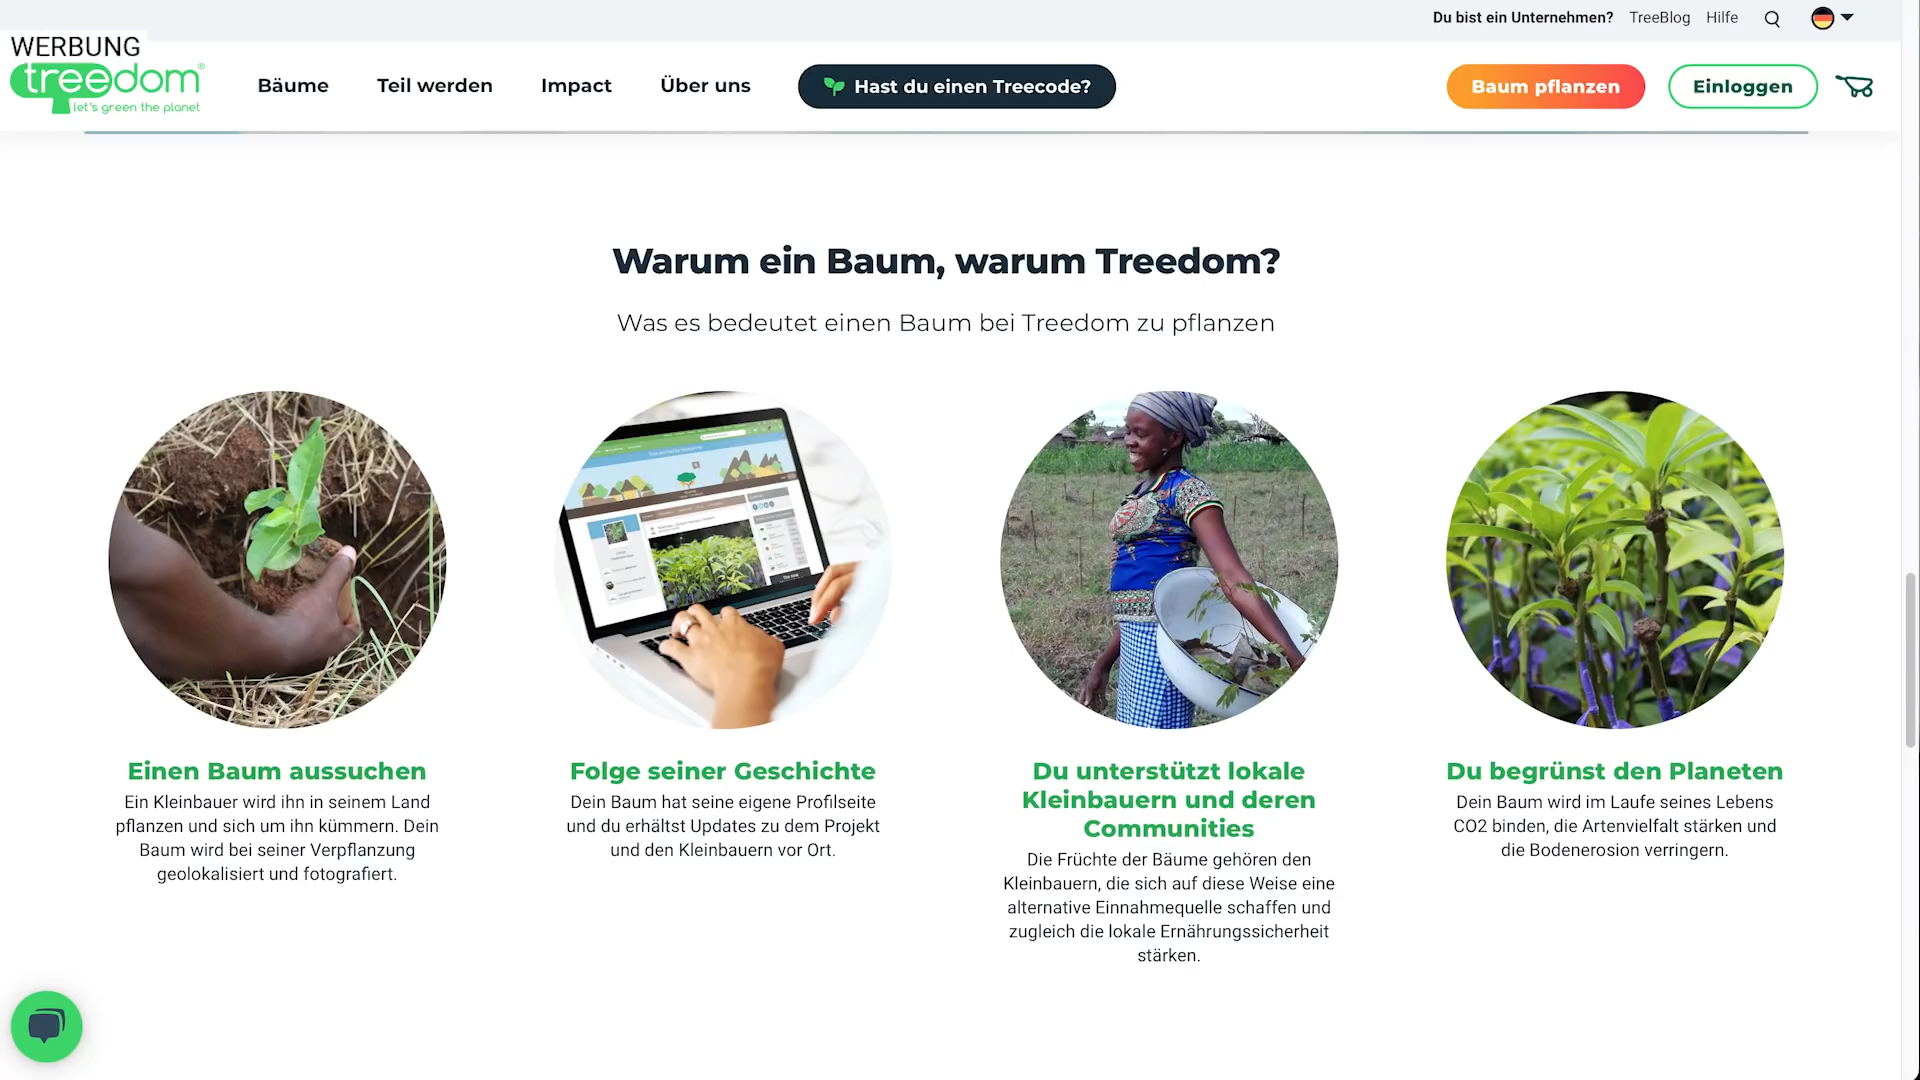 Du bist ein Unternehmen? TreeBlog Hilfe
WERBUNG
treedom®
let's green the planet
Bäume Teil werden Impact Über uns Hast du einen Treecode? Baum pflanzen Einloggen
Warum ein Baum, warum Treedom?
Was es bedeutet einen Baum bei Treedom zu pflanzen
Einen Baum aussuchen
Ein Kleinbauer wird ihn in seinem Land
pflanzen und sich um ihn kümmern. Dein
Baum wird bei seiner Verpflanzung
geolokalisiert und fotografiert.
Folge seiner Geschichte
Dein Baum hat seine eigene Profilseite
und du erhältst Updates zu dem Projekt
und den Kleinbauern vor Ort.
Du unterstützt lokale
Kleinbauern und deren
Communities
Die Früchte der Bäume gehören den
Kleinbauern, die sich auf diese Weise eine
alternative Einnahmequelle schaffen und
zugleich die lokale Ernährungssicherheit
stärken.
Du begrünst den Planeten
Dein Baum wird im Laufe seines Lebens
CO2 binden, die Artenvielfalt stärken und
die Bodenerosion verringern.